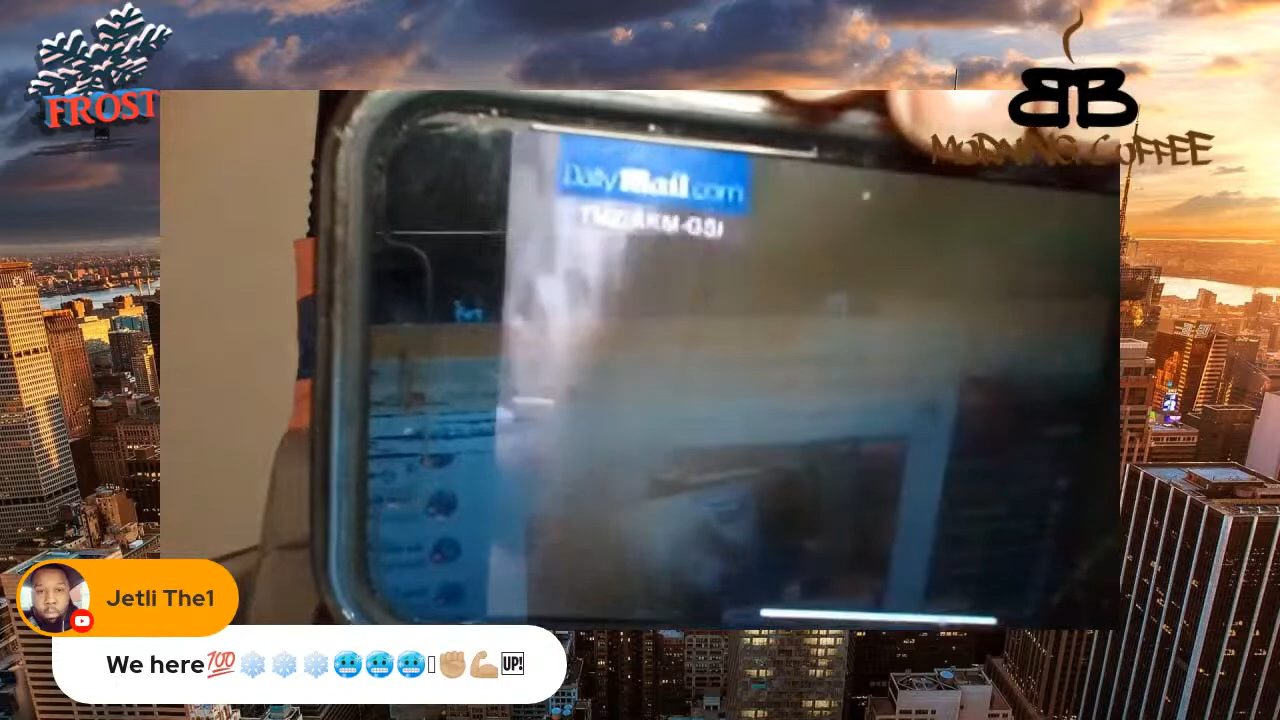 FROST
BB
MORNING COFFEE
DailyMail.com
Jetli The1
We here💯❄️❄️❄️🥶🥶🥶▯✊🏽💪🏽🆙